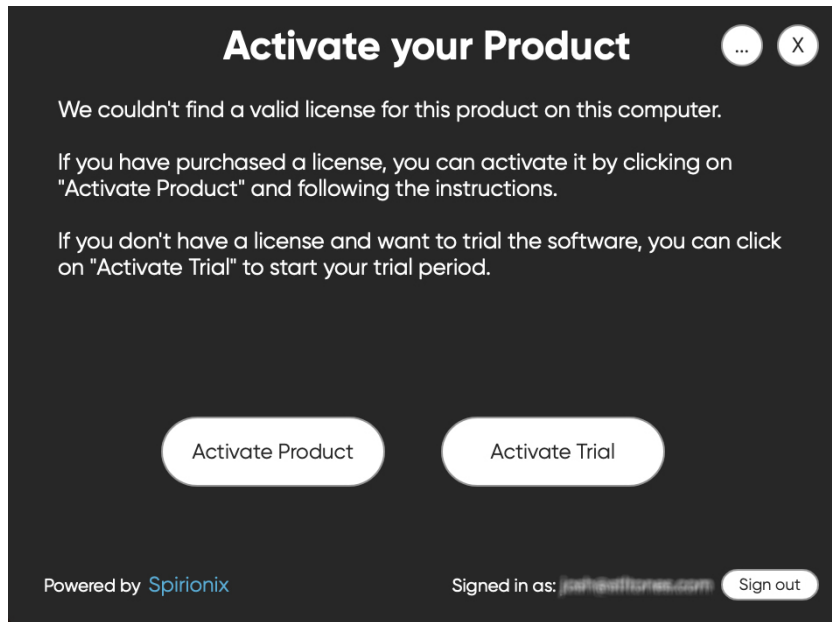 Activate your Product
...
X
We couldn't find a valid license for this product on this computer.
If you have purchased a license, you can activate it by clicking on
"Activate Product" and following the instructions.
If you don't have a license and want to trial the software, you can click
on "Activate Trial" to start your trial period.
Activate Product
Activate Trial
Powered by Spirionix
Signed in as:
Sign out